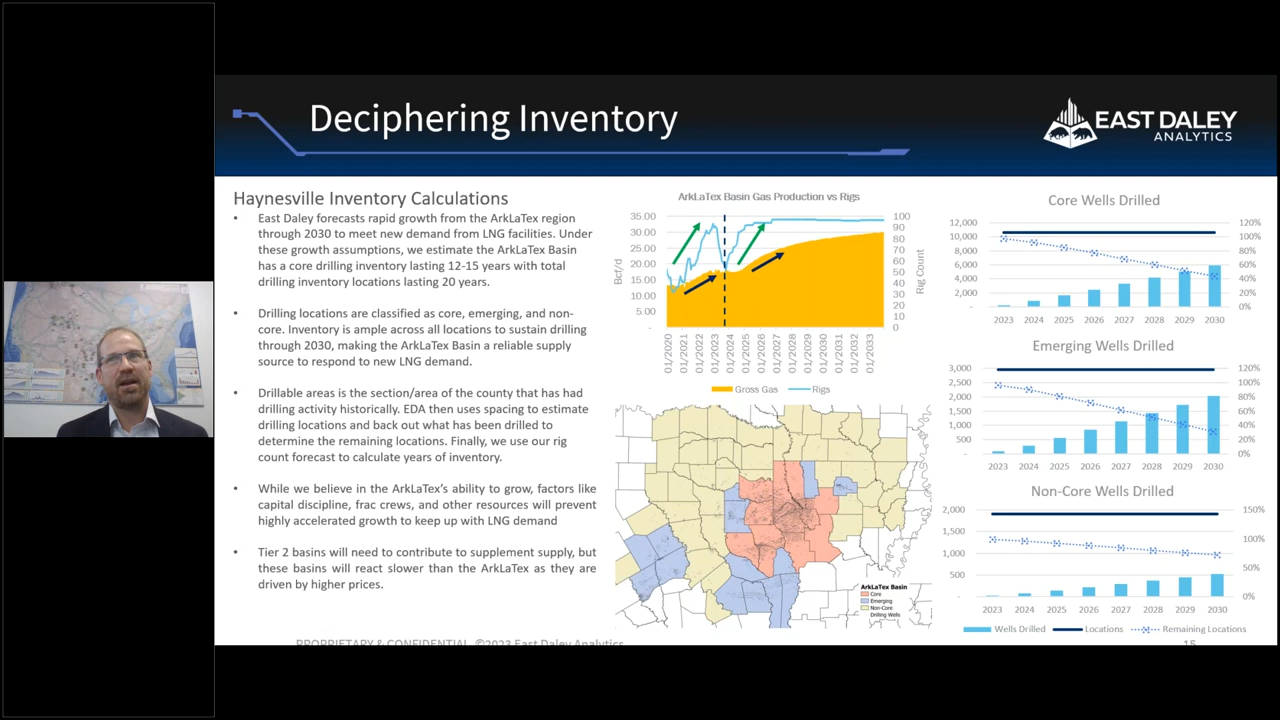 Deciphering Inventory
EAST DALEY
ANALYTICS
Haynesville Inventory Calculations
• East Daley forecasts rapid growth from the ArkLaTex region
through 2030 to meet new demand from LNG facilities. Under
these growth assumptions, we estimate the ArkLaTex Basin
has a core drilling inventory lasting 12-15 years with total
drilling inventory locations lasting 20 years.
• Drilling locations are classified as core, emerging, and non-
core. Inventory is ample across all locations to sustain drilling
through 2030, making the ArkLaTex Basin a reliable supply
source to respond to new LNG demand.
• Drillable areas is the section/area of the county that has had
drilling activity historically. EDA then uses spacing to estimate
drilling locations and back out what has been drilled to
determine the remaining locations. Finally, we use our rig
count forecast to calculate years of inventory.
• While we believe in the ArkLaTex's ability to grow, factors like
capital discipline, frac crews, and other resources will prevent
highly accelerated growth to keep up with LNG demand
• Tier 2 basins will need to contribute to supplement supply, but
these basins will react slower than the ArkLaTex as they are
driven by higher prices.
ArkLaTex Basin Gas Production vs Rigs
35.00
30.00
25.00
20.00
15.00
10.00
5.00
-
Bcf/d
100
90
80
70
60
50
40
30
20
10
0
Rig Count
01/2020
01/2021
01/2022
01/2023
01/2024
01/2025
01/2026
01/2027
01/2028
01/2029
01/2030
01/2031
01/2032
01/2033
Gross Gas Rigs
ArkLaTex Basin
Core
Emerging
Non-Core
Drilling Wells
Core Wells Drilled
12,000 120%
10,000 100%
8,000 80%
6,000 60%
4,000 40%
2,000 20%
- 0%
2023 2024 2025 2026 2027 2028 2029 2030
Emerging Wells Drilled
3,000 120%
2,500 100%
2,000 80%
1,500 60%
1,000 40%
500 20%
- 0%
2023 2024 2025 2026 2027 2028 2029 2030
Non-Core Wells Drilled
2,000 150%
1,500 100%
1,000 50%
500
- 0%
2023 2024 2025 2026 2027 2028 2029 2030
Wells Drilled Locations Remaining Locations
PROPRIETARY & CONFIDENTIAL ©2023 East Daley Analytics
15